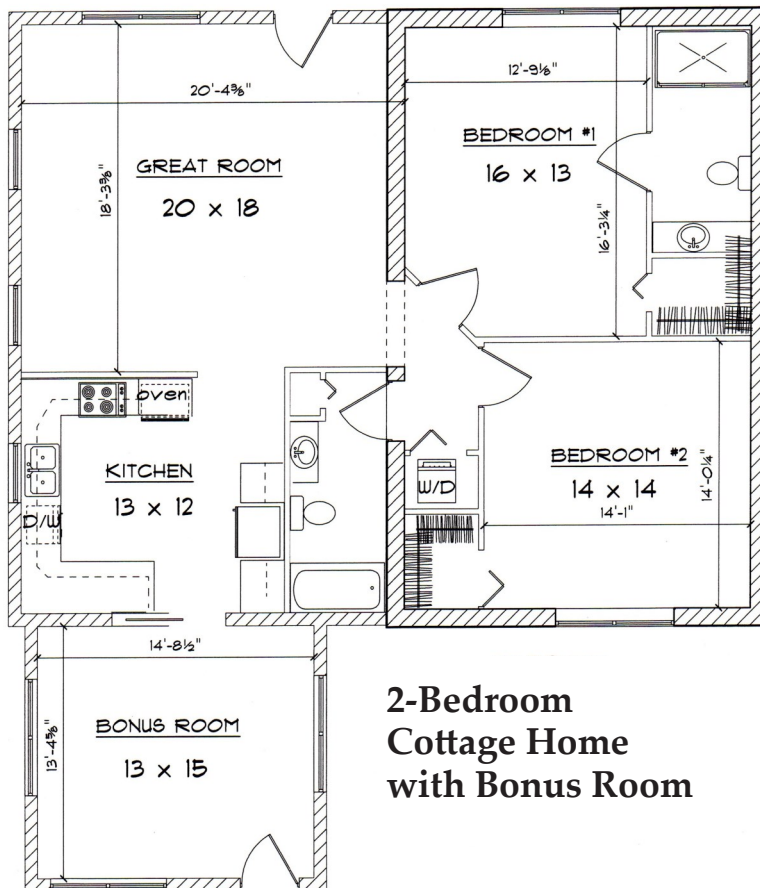 20'-4⅜"
12'-9⅛"
GREAT ROOM
20 x 18
18'-3⅝"
BEDROOM #1
16 x 13
16'-3¼"
oven
KITCHEN
13 x 12
D/W
W/D
BEDROOM #2
14 x 14
14'-1"
14'-0¼"
14'-8½"
BONUS ROOM
13 x 15
13'-4⅝"
2-Bedroom
Cottage Home
with Bonus Room